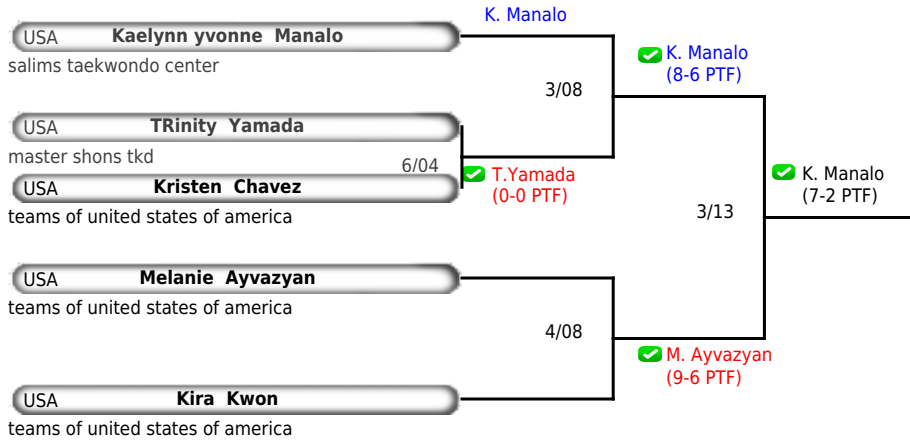 K. Manalo
USA Kaelynn yvonne Manalo
salims taekwondo center
K. Manalo
(8-6 PTF)
3/08
USA TRinity Yamada
master shons tkd
6/04
T.Yamada
(0-0 PTF)
USA Kristen Chavez
teams of united states of america
K. Manalo
(7-2 PTF)
3/13
USA Melanie Ayvazyan
teams of united states of america
4/08
M. Ayvazyan
(9-6 PTF)
USA Kira Kwon
teams of united states of america